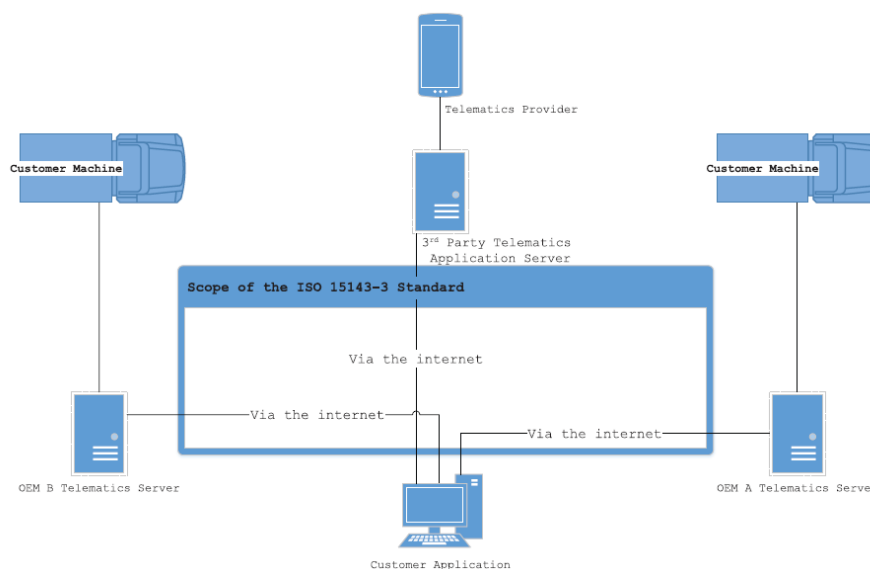 Telematics Provider
Customer Machine
Customer Machine
3rd Party Telematics
Application Server
Scope of the ISO 15143-3 Standard
Via the internet
Via the internet
Via the internet
OEM B Telematics Server
OEM A Telematics Serve
Customer Application